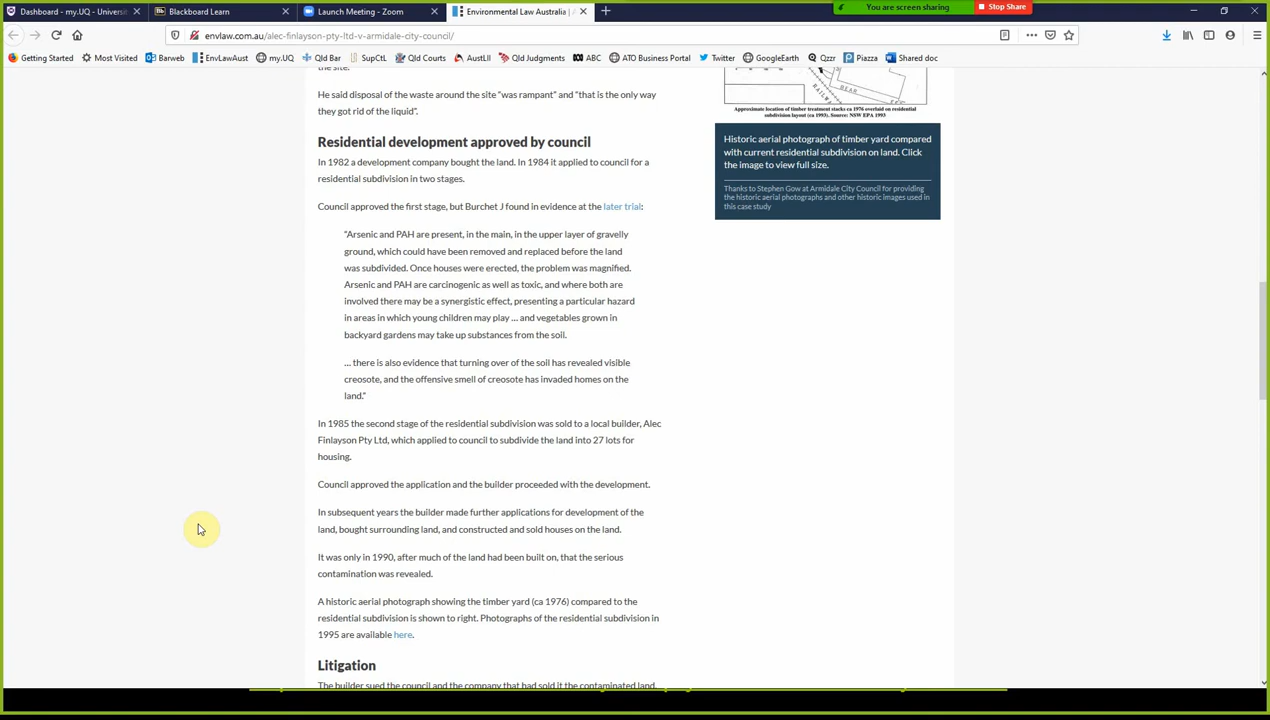 Dashboard - my.UQ - Universi
Blackboard Learn
Launch Meeting - Zoom
Environmental Law Australia |
You are screen sharing
Stop Share
envlaw.com.au/alec-finlayson-pty-ltd-v-armidale-city-council/
Getting Started
Most Visited
Barweb
EnvLawAust
my.UQ
Qld Bar
SupCtL
Qld Courts
AustLII
Qld Judgments
ABC
ATO Business Portal
Twitter
GoogleEarth
Qzzr
Piazza
Shared doc
the site.
He said disposal of the waste around the site “was rampant” and “that is the only way
they got rid of the liquid”.
Residential development approved by council
In 1982 a development company bought the land. In 1984 it applied to council for a
residential subdivision in two stages.
Council approved the first stage, but Burchet J found in evidence at the later trial:
“Arsenic and PAH are present, in the main, in the upper layer of gravelly
ground, which could have been removed and replaced before the land
was subdivided. Once houses were erected, the problem was magnified.
Arsenic and PAH are carcinogenic as well as toxic, and where both are
involved there may be a synergistic effect, presenting a particular hazard
in areas in which young children may play ... and vegetables grown in
backyard gardens may take up substances from the soil.
... there is also evidence that turning over of the soil has revealed visible
creosote, and the offensive smell of creosote has invaded homes on the
land.”
In 1985 the second stage of the residential subdivision was sold to a local builder, Alec
Finlayson Pty Ltd, which applied to council to subdivide the land into 27 lots for
housing.
Council approved the application and the builder proceeded with the development.
In subsequent years the builder made further applications for development of the
land, bought surrounding land, and constructed and sold houses on the land.
It was only in 1990, after much of the land had been built on, that the serious
contamination was revealed.
A historic aerial photograph showing the timber yard (ca 1976) compared to the
residential subdivision is shown to right. Photographs of the residential subdivision in
1995 are available here.
Litigation
The builder sued the council and the company that had sold it the contaminated land.
RAILWAY
BEAR
Approximate location of timber treatment stacks ca 1976 overlaid on residential
subdivision layout (ca 1993). Source: NSW EPA 1993
Historic aerial photograph of timber yard compared
with current residential subdivision on land. Click
the image to view full size.
Thanks to Stephen Gow at Armidale City Council for providing
the historic aerial photographs and other historic images used in
this case study